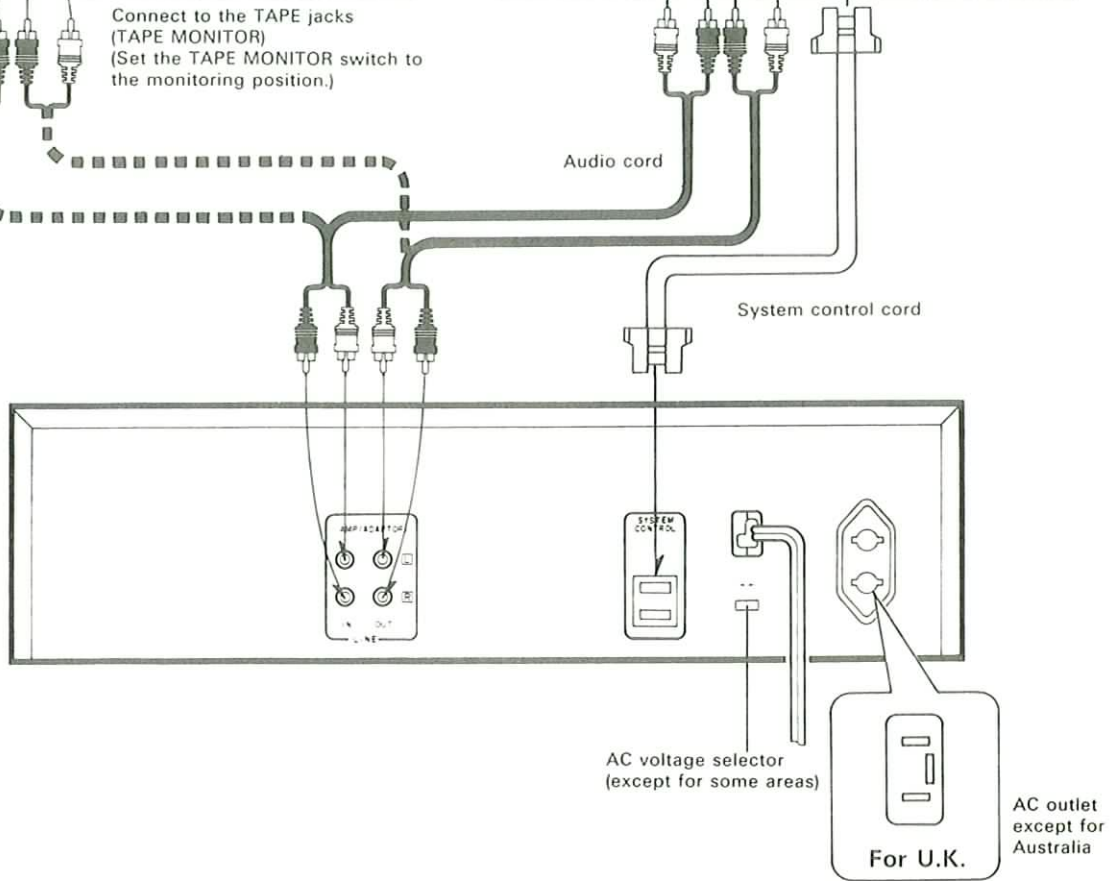 Connect to the TAPE jacks
(TAPE MONITOR)
(Set the TAPE MONITOR switch to
the monitoring position.)
Audio cord
System control cord
AMP/ADAPTOR
L
R
IN OUT
LINE
SYSTEM
CONTROL
AC voltage selector
(except for some areas)
For U.K.
AC outlet
except for
Australia